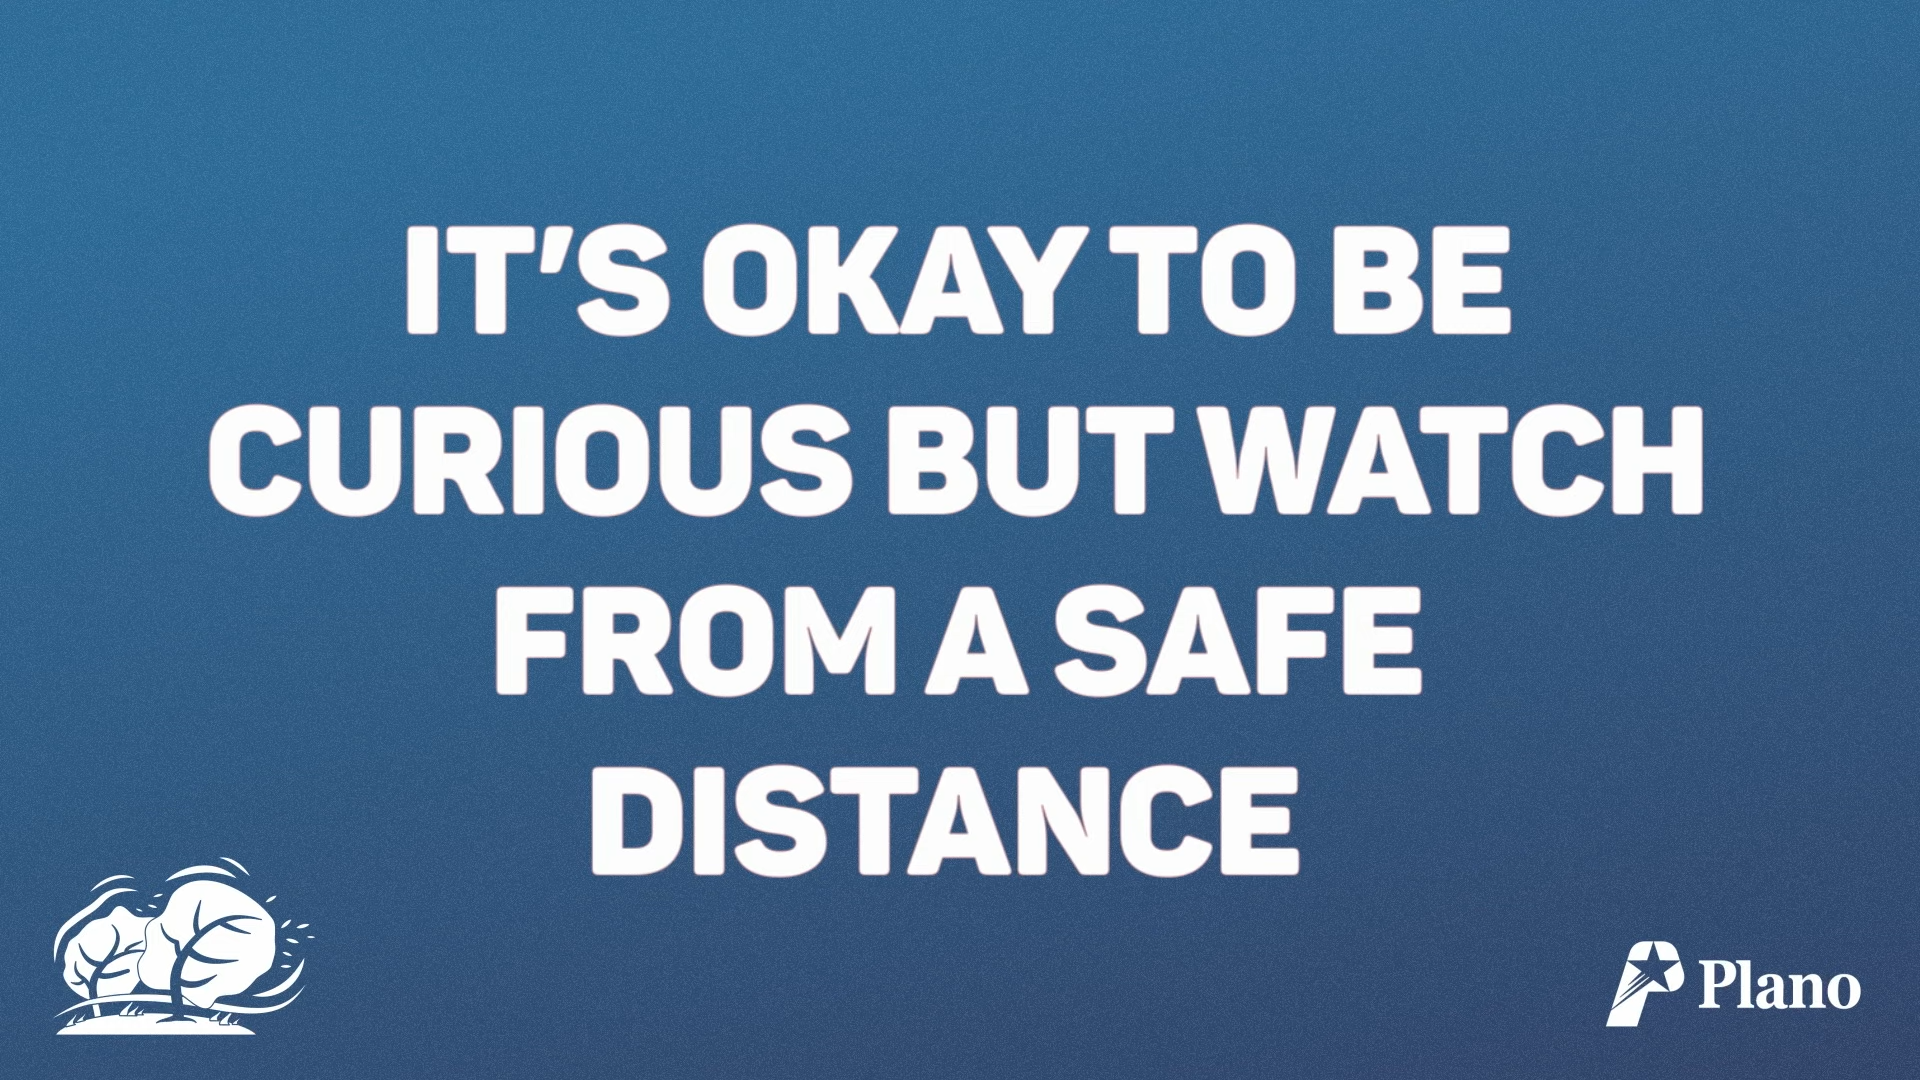 IT’S OKAY TO BE
CURIOUS BUT WATCH
FROM A SAFE
DISTANCE
Plano